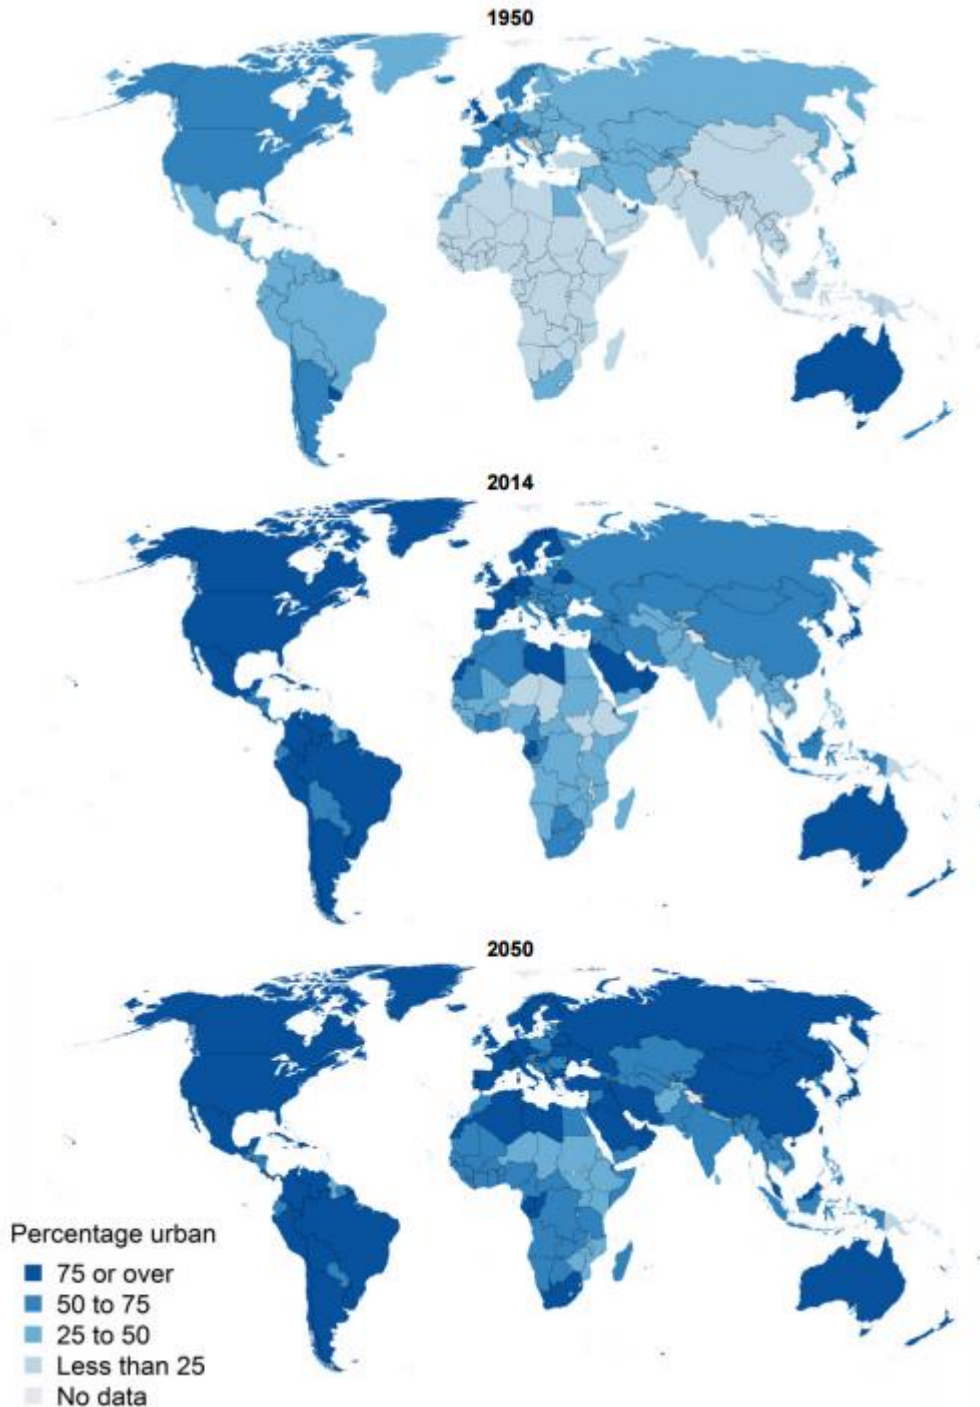 1950
2014
2050
Percentage urban
75 or over
50 to 75
25 to 50
Less than 25
No data